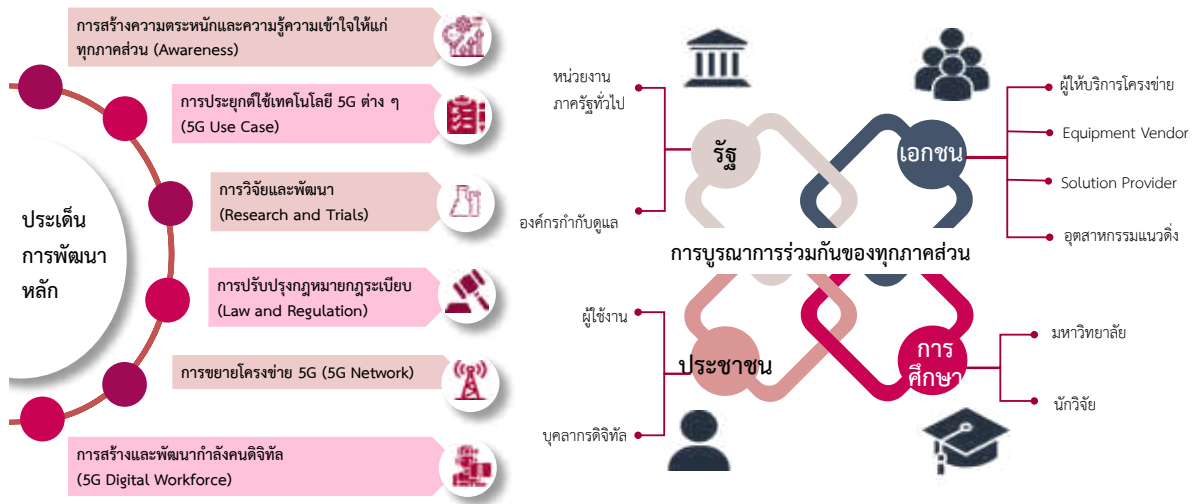 ประเด็น
การพัฒนา
หลัก
การสร้างความตระหนักและความรู้ความเข้าใจให้แก่
ทุกภาคส่วน (Awareness)
การประยุกต์ใช้เทคโนโลยี 5G ต่าง ๆ
(5G Use Case)
การวิจัยและพัฒนา
(Research and Trials)
การปรับปรุงกฎหมายกฎระเบียบ
(Law and Regulation)
การขยายโครงข่าย 5G (5G Network)
การสร้างและพัฒนากำลังคนดิจิทัล
(5G Digital Workforce)
หน่วยงาน
ภาครัฐทั่วไป
องค์กรกำกับดูแล
รัฐ
เอกชน
ผู้ให้บริการโครงข่าย
Equipment Vendor
Solution Provider
อุตสาหกรรมแนวดิ่ง
การบูรณาการร่วมกันของทุกภาคส่วน
ผู้ใช้งาน
บุคลากรดิจิทัล
ประชาชน
การ
ศึกษา
มหาวิทยาลัย
นักวิจัย